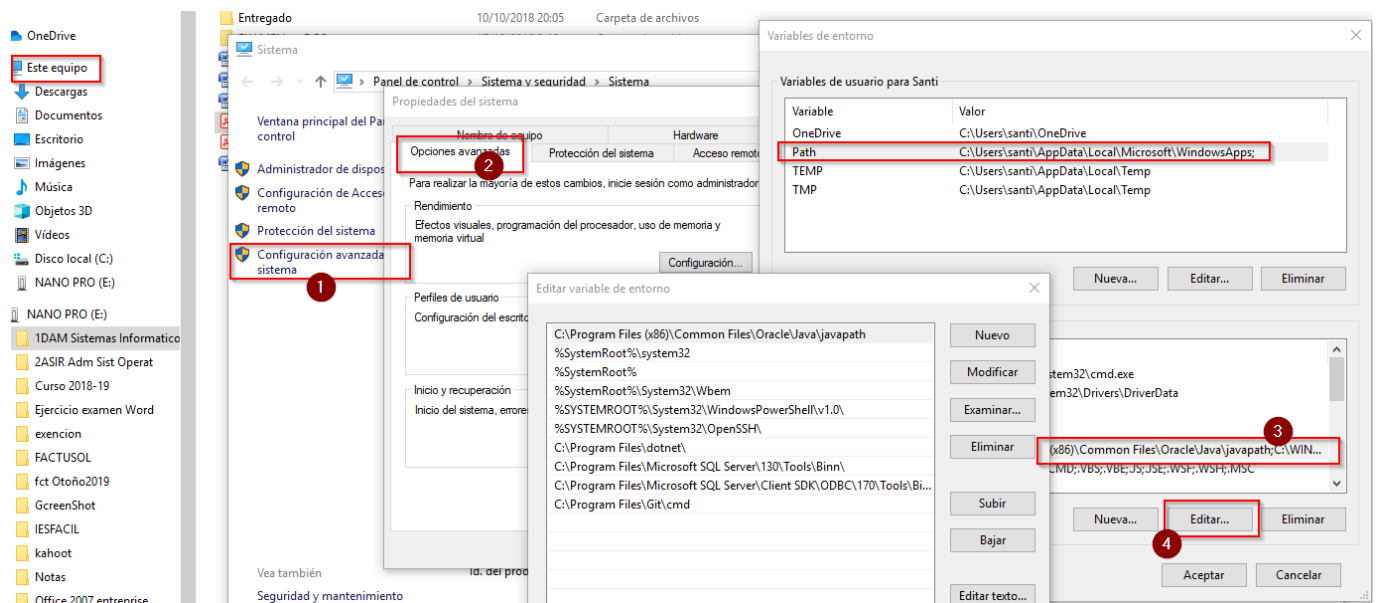 Entregado 10/10/2018 20:05 Carpeta de archivos
OneDrive
Este equipo
Descargas
Documentos
Escritorio
Imágenes
Música
Objetos 3D
Vídeos
Disco local (C:)
NANO PRO (E:)
NANO PRO (E:)
1DAM Sistemas Informatico
2ASIR Adm Sist Operat
Curso 2018-19
Ejercicio examen Word
exencion
FACTUSOL
fct Otoño2019
GcreenShot
IESFACIL
kahoot
Notas
Office 2007 entreprise
Sistema
Panel de control > Sistema y seguridad > Sistema
Ventana principal del Pa
control
Administrador de dispos
Configuración de Acces
remoto
Protección del sistema
Configuración avanzada
sistema
1
Vea también
Seguridad y mantenimiento
Propiedades del sistema
Nombre de equipo Hardware
Opciones avanzadas Protección del sistema Acceso remoto
2
Para realizar la mayoría de estos cambios, inicie sesión como administrador
Rendimiento
Efectos visuales, programación del procesador, uso de memoria y
memoria virtual
Configuración...
Perfiles de usuario
Configuración del escrito
Inicio y recuperación
Inicio del sistema, errore
Id. del prod
Editar variable de entorno
C:\Program Files (x86)\Common Files\Oracle\Java\javapath
%SystemRoot%\system32
%SystemRoot%
%SystemRoot%\System32\Wbem
%SYSTEMROOT%\System32\WindowsPowerShell\v1.0\
%SYSTEMROOT%\System32\OpenSSH\
C:\Program Files\dotnet\
C:\Program Files\Microsoft SQL Server\130\Tools\Binn\
C:\Program Files\Microsoft SQL Server\Client SDK\ODBC\170\Tools\Bi...
C:\Program Files\Git\cmd
Nuevo
Modificar
Examinar...
Eliminar
Subir
Bajar
Editar texto...
Variables de entorno
Variables de usuario para Santi
Variable Valor
OneDrive C:\Users\santi\OneDrive
Path C:\Users\santi\AppData\Local\Microsoft\WindowsApps;
TEMP C:\Users\santi\AppData\Local\Temp
TMP C:\Users\santi\AppData\Local\Temp
Nueva... Editar... Eliminar
stem32\cmd.exe
em32\Drivers\DriverData
3
(x86)\Common Files\Oracle\Java\javapath;C:\WIN...
CMD;.VBS;.VBE;.JS;.JSE;.WSF;.WSH;.MSC
Nueva... Editar... Eliminar
4
Aceptar Cancelar